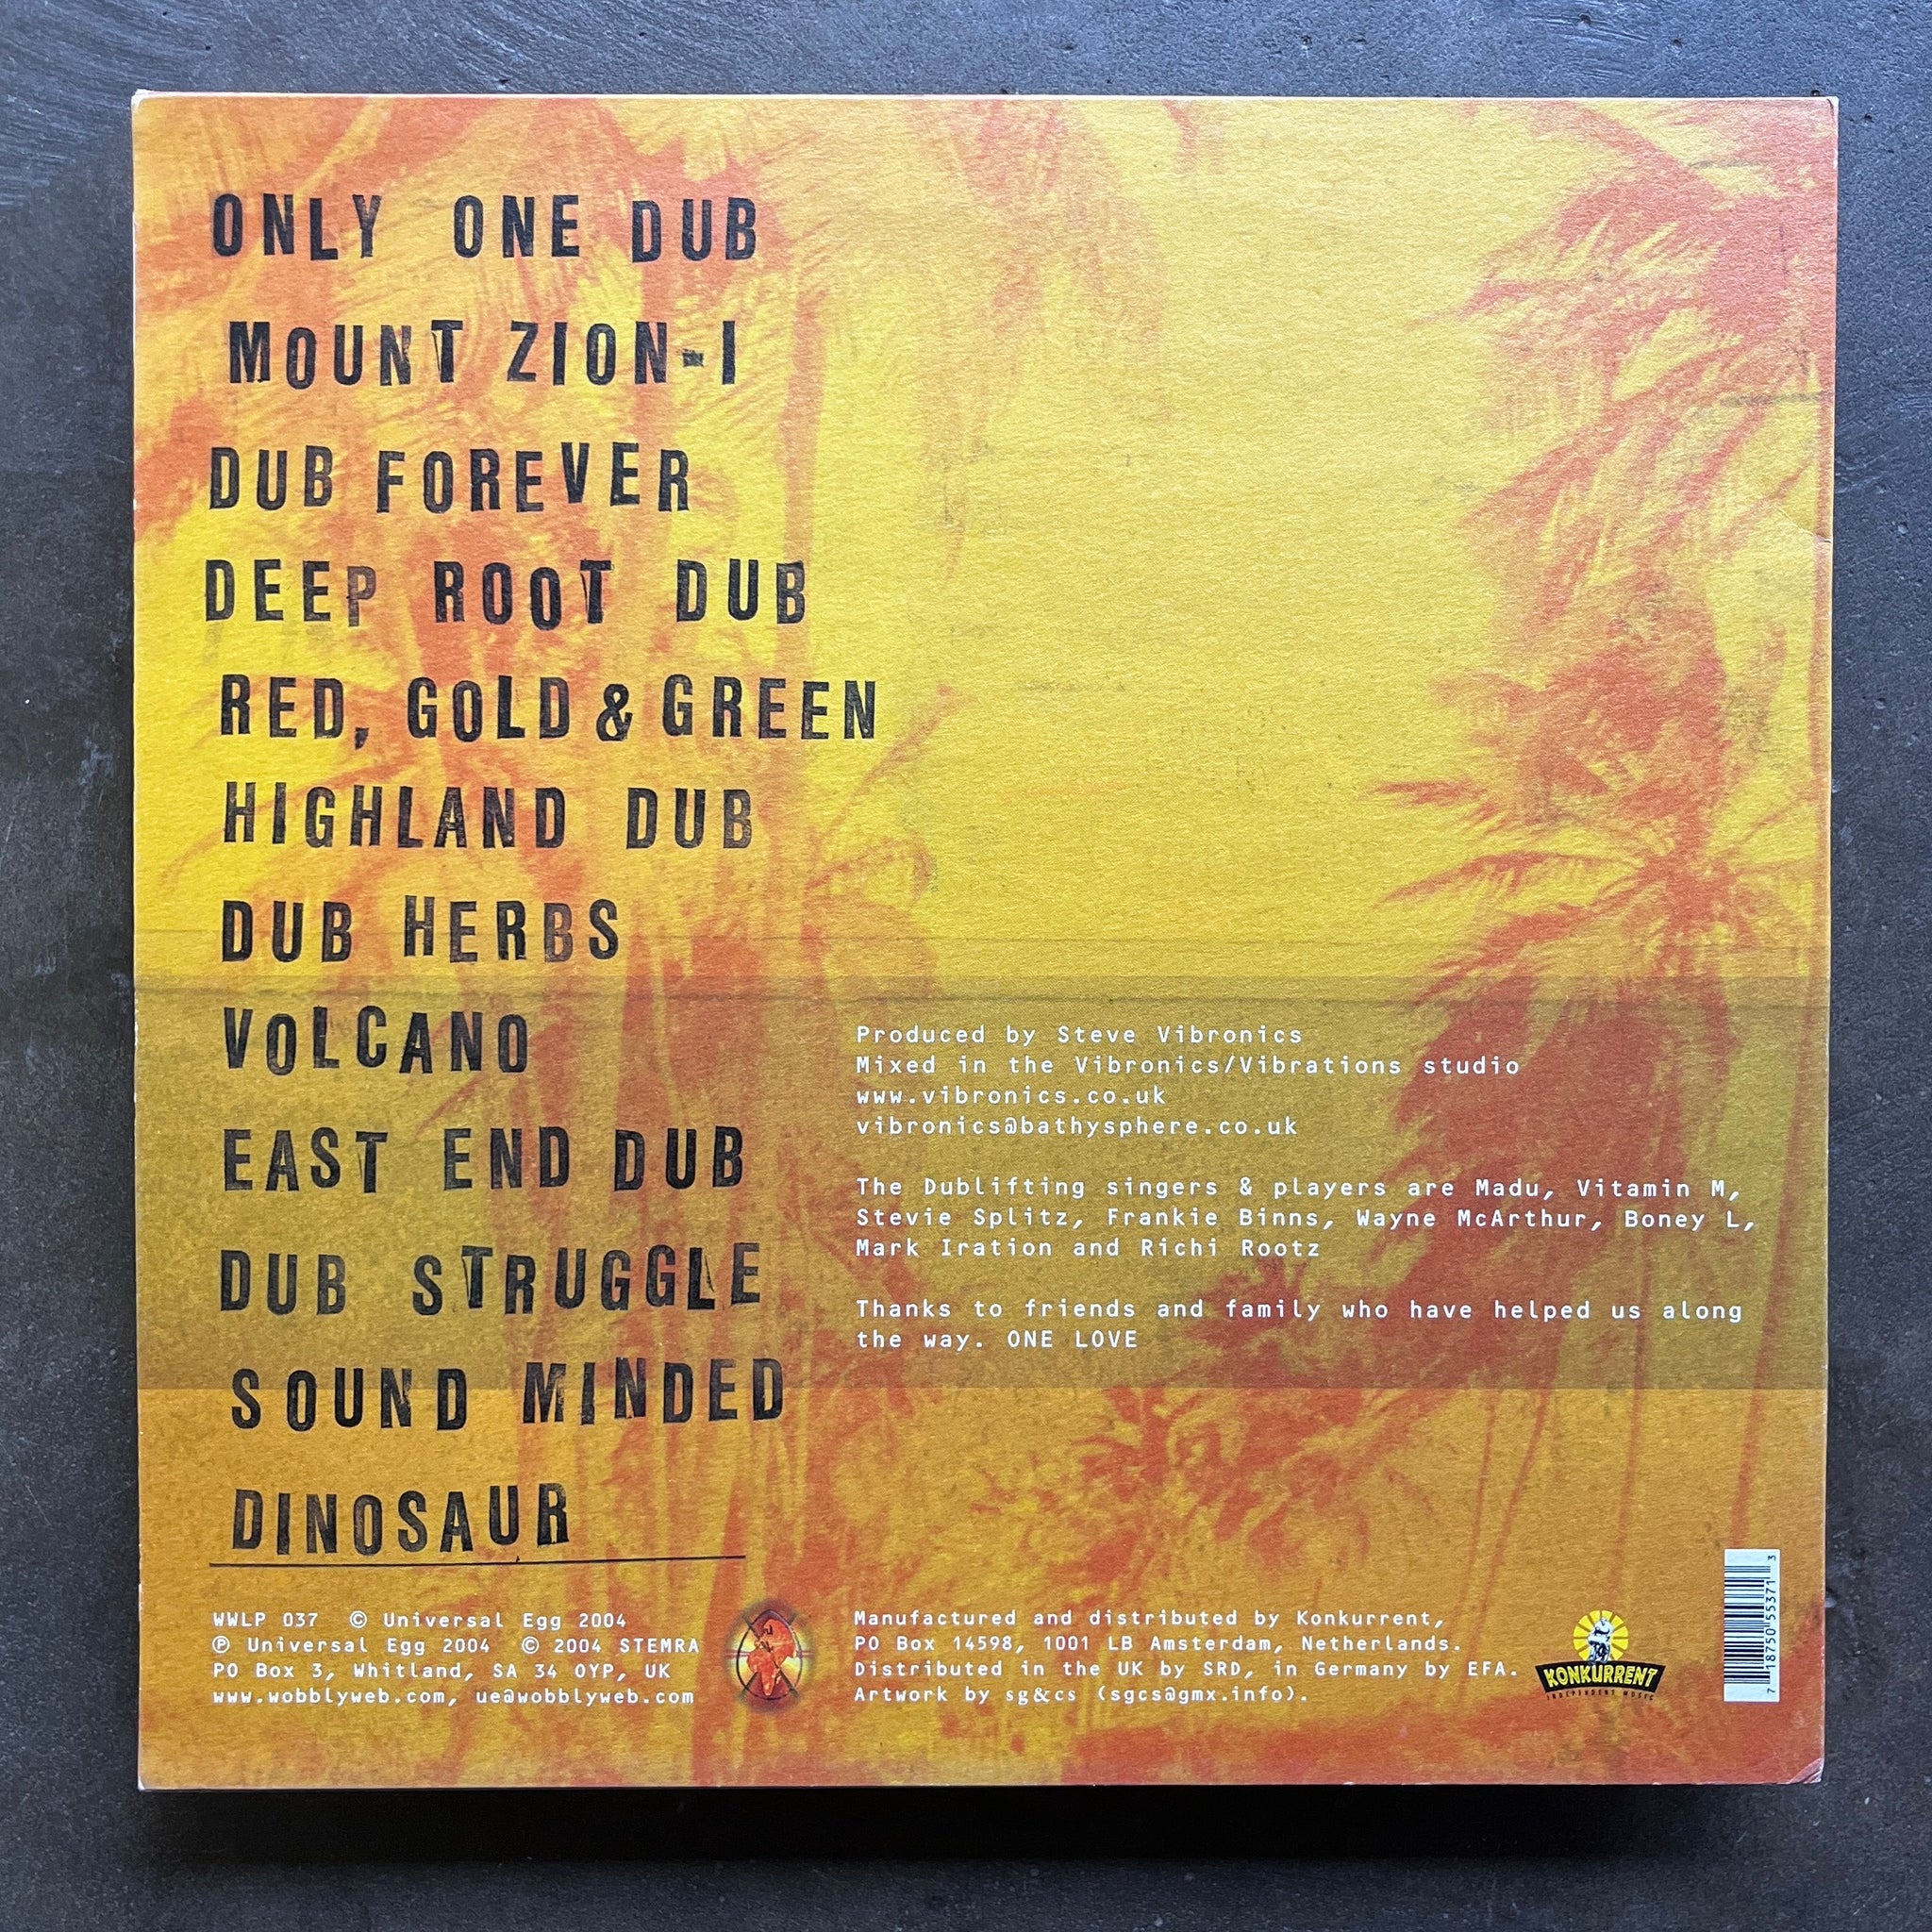 ONLY ONE DUB
MOUNT ZION-I
DUB FOREVER
DEEP ROOT DUB
RED, GOLD & GREEN
HIGHLAND DUB
DUB HERBS
VOLCANO
EAST END DUB
DUB STRUGGLE
SOUND MINDED
DINOSAUR
Produced by Steve Vibronics
Mixed in the Vibronics/Vibrations studio
www.vibronics.co.uk
vibronics@bathysphere.co.uk
The Dublifting singers & players are Madu, Vitamin M,
Stevie Splitz, Frankie Binns, Wayne McArthur, Boney L,
Mark Iration and Richi Rootz
Thanks to friends and family who have helped us along
the way. ONE LOVE
WWLP 037 © Universal Egg 2004
℗ Universal Egg 2004 © 2004 STEMRA
PO Box 3, Whitland, SA 34 0YP, UK
www.wobblyweb.com, ue@wobblyweb.com
Manufactured and distributed by Konkurrent,
PO Box 14598, 1001 LB Amsterdam, Netherlands.
Distributed in the UK by SRD, in Germany by EFA.
Artwork by sg&cs (sgcs@gmx.info).
KONKURRENT
INDEPENDENT MUSIC
7 18750 55371 3